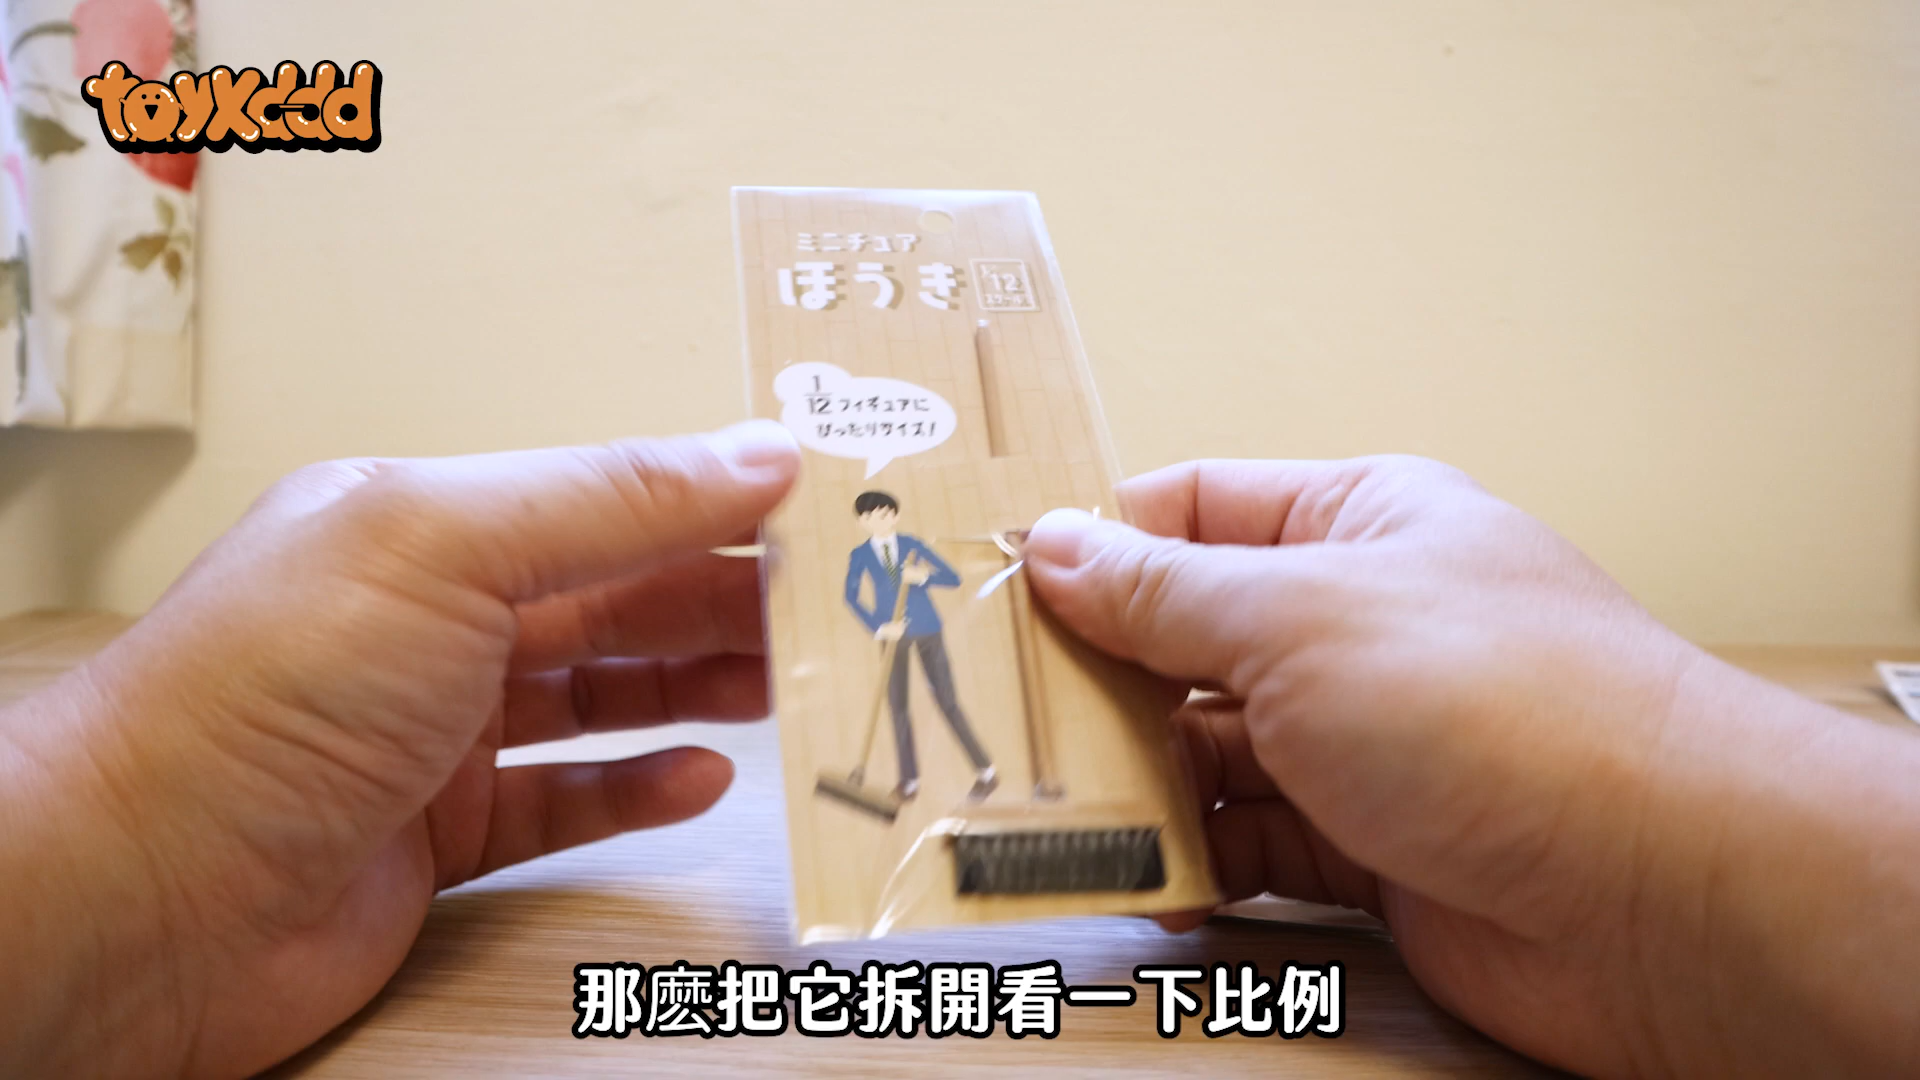 toyxddd
ミニチュア
ほうき
1/12
スケール
1/12 フィギュアに
ぴったりサイズ!
那麽把它拆開看一下比例